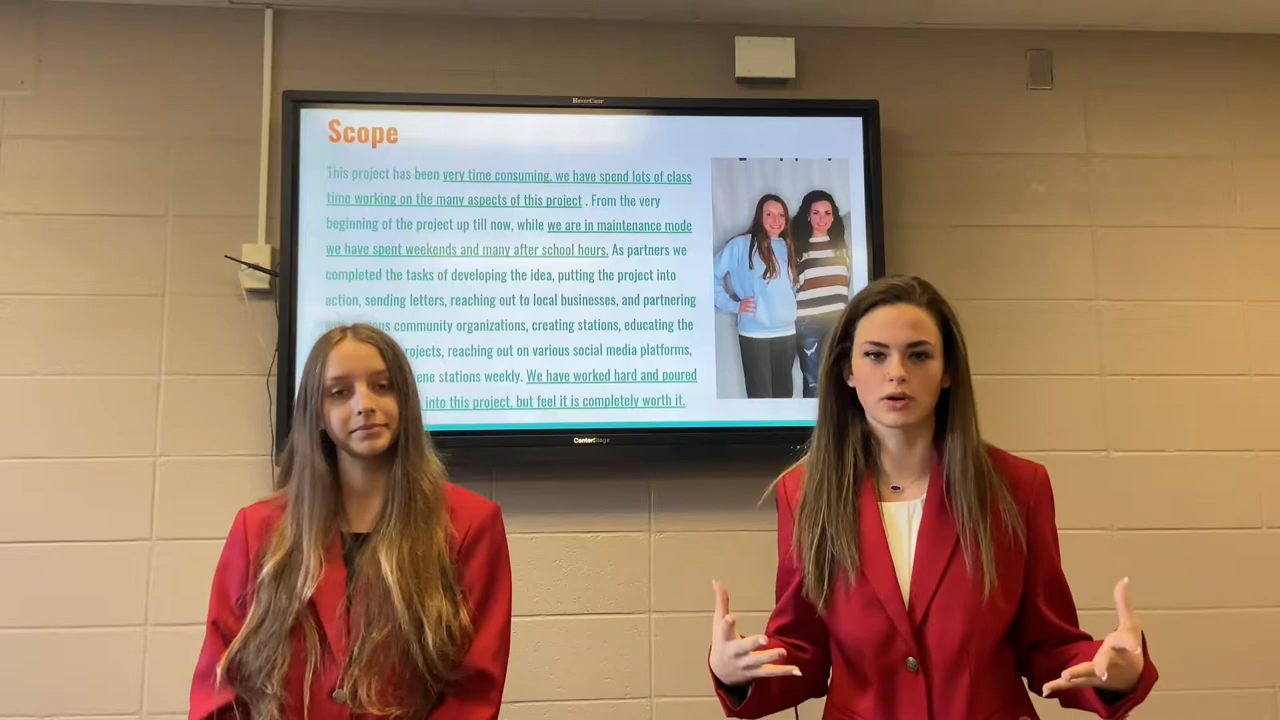 Scope
This project has been very time consuming, we have spend lots of class
time working on the many aspects of this project . From the very
beginning of the project up till now, while we are in maintenance mode
we have spent weekends and many after school hours. As partners we
completed the tasks of developing the idea, putting the project into
action, sending letters, reaching out to local businesses, and partnering
community organizations, creating stations, educating the
rojects, reaching out on various social media platforms,
ene stations weekly. We have worked hard and poured
into this project, but feel it is completely worth it.
CenterStage